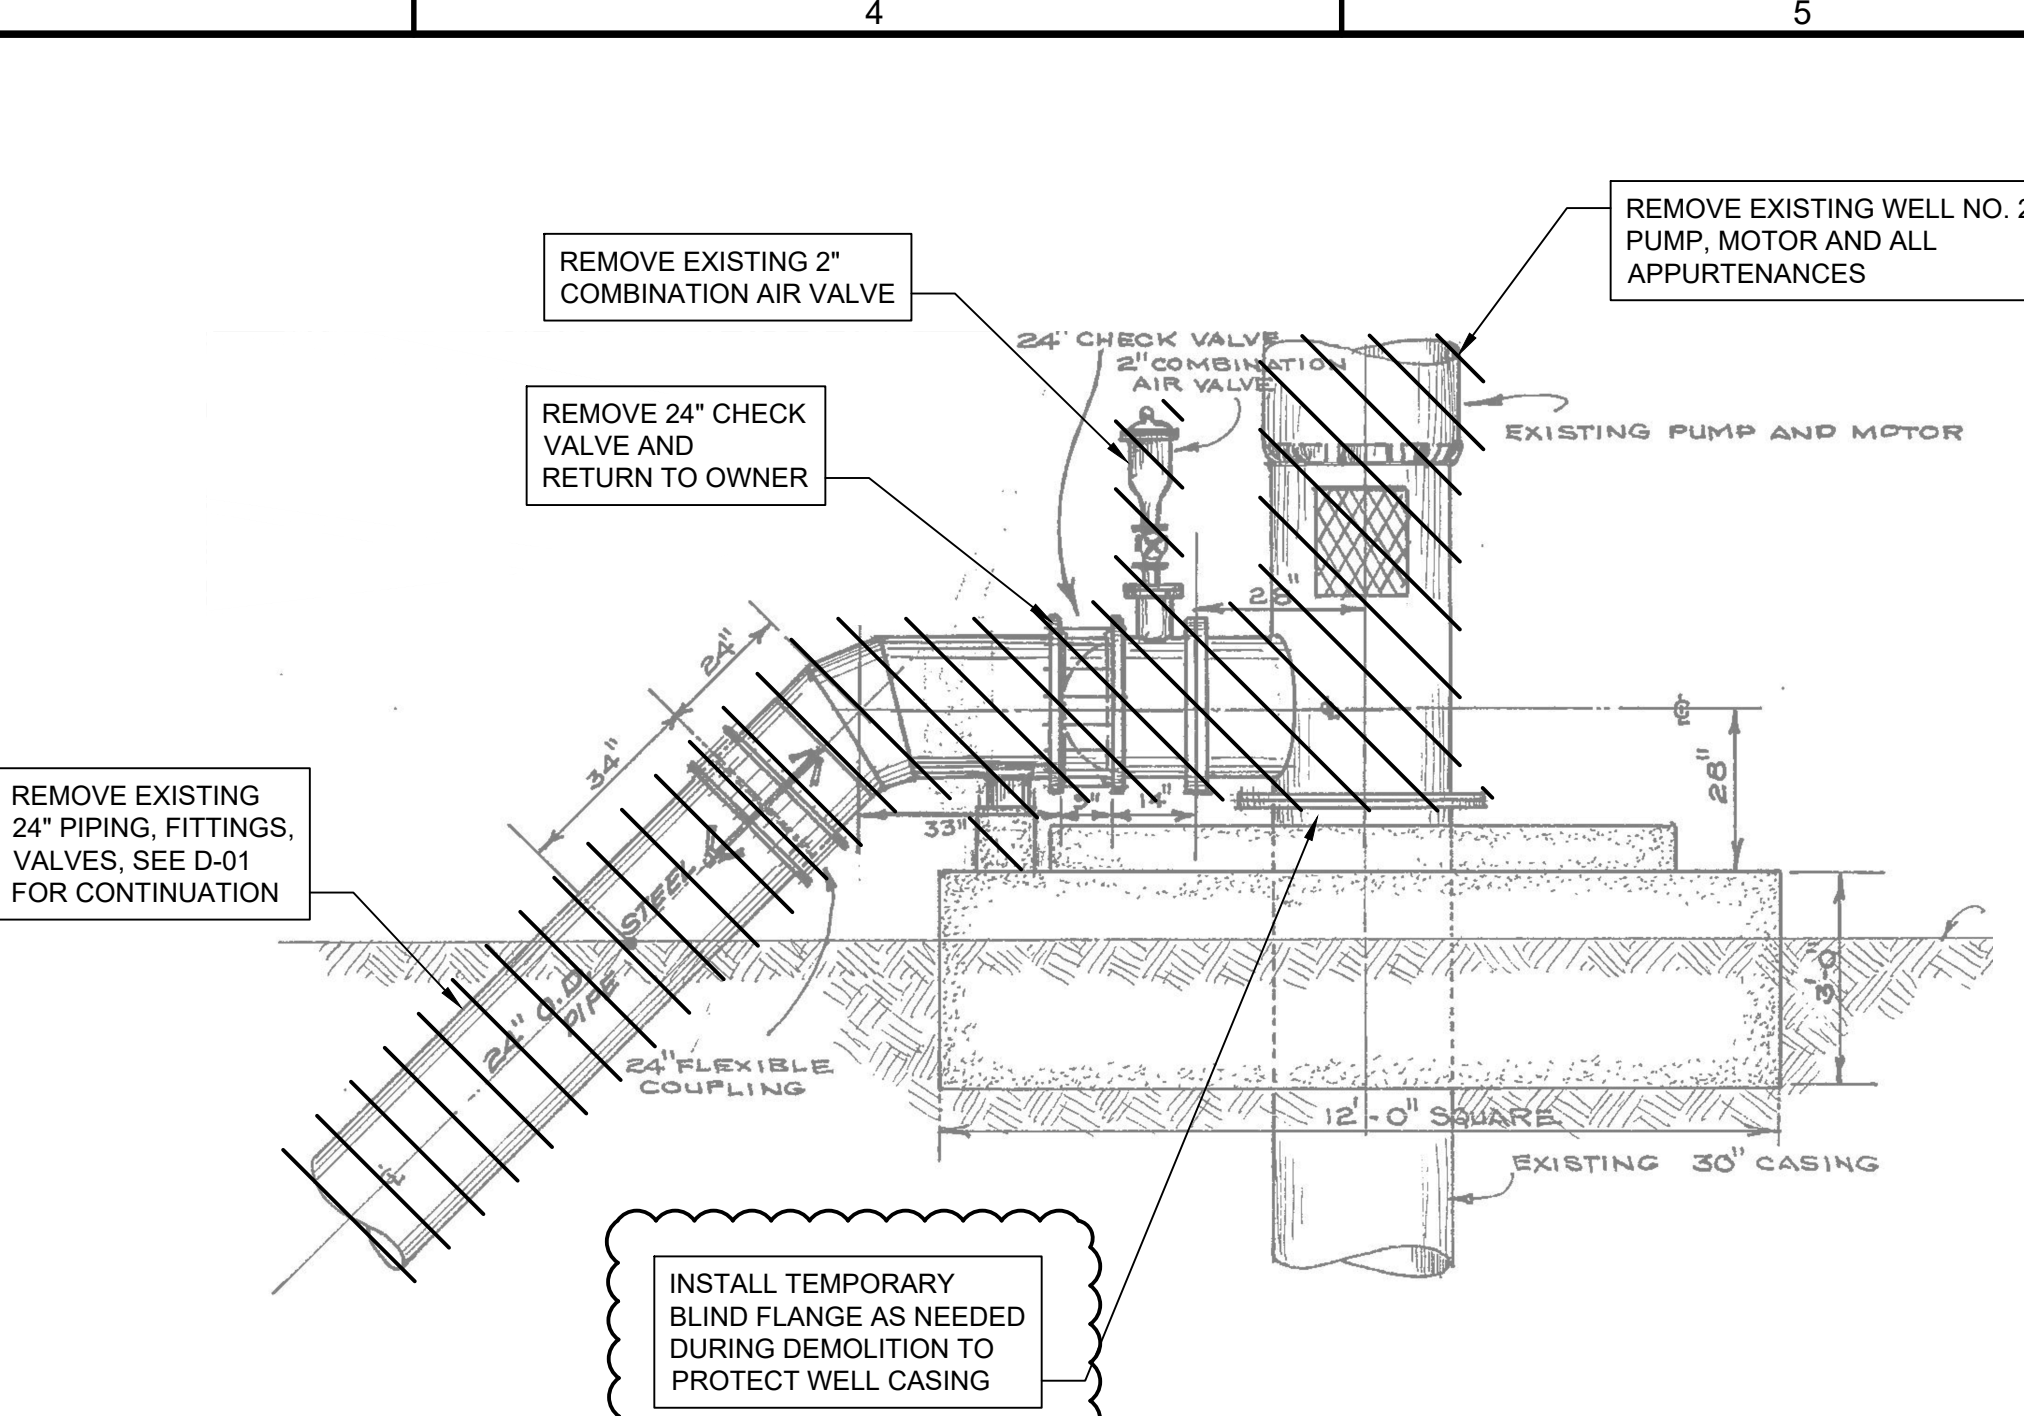 4
5
REMOVE EXISTING WELL NO. 2
PUMP, MOTOR AND ALL
APPURTENANCES
REMOVE EXISTING 2"
COMBINATION AIR VALVE
24" CHECK VALVE
2" COMBINATION
AIR VALVE
REMOVE 24" CHECK
VALVE AND
RETURN TO OWNER
EXISTING PUMP AND MOTOR
28"
24"
34"
28"
REMOVE EXISTING
24" PIPING, FITTINGS,
VALVES, SEE D-01
FOR CONTINUATION
33"
14"
STEEL
3'-0"
24" O.D.
PIPE
24" FLEXIBLE
COUPLING
12'-0" SQUARE
EXISTING 30" CASING
INSTALL TEMPORARY
BLIND FLANGE AS NEEDED
DURING DEMOLITION TO
PROTECT WELL CASING